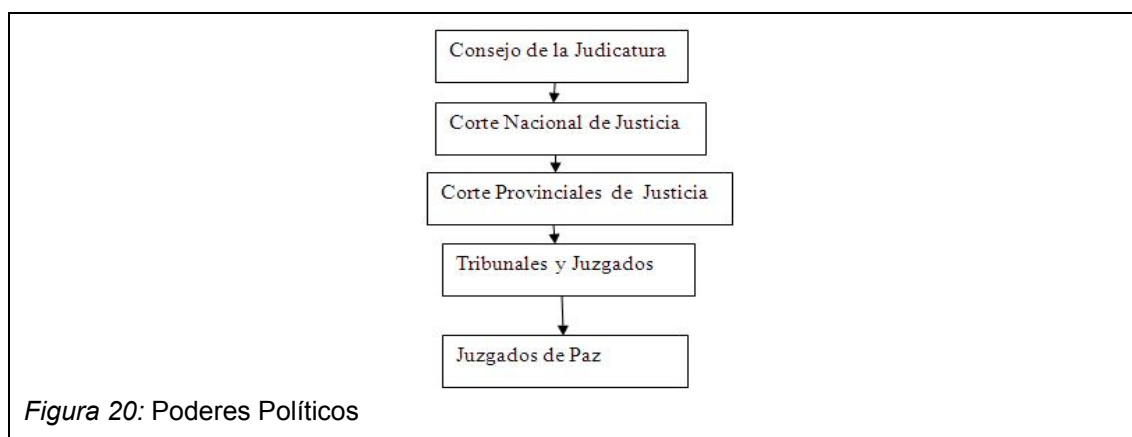 Consejo de la Judicatura
Corte Nacional de Justicia
Corte Provinciales de Justicia
Tribunales y Juzgados
Juzgados de Paz
Figura 20: Poderes Políticos